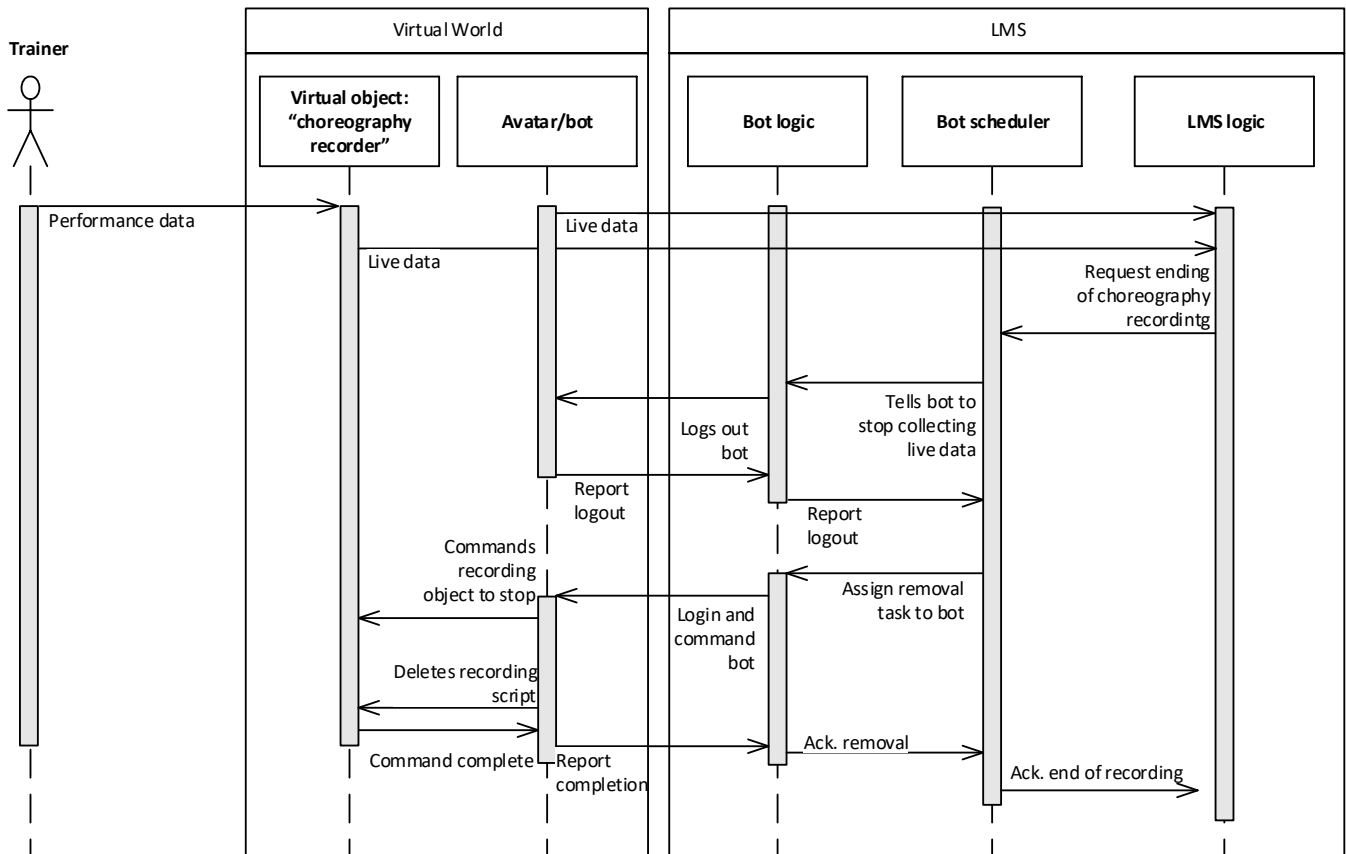 Virtual World
LMS
Trainer
Virtual object:
“choreography
recorder”
Avatar/bot
Bot logic
Bot scheduler
LMS logic
Performance data
Live data
Live data
Request ending
of choreography
recordintg
Tells bot to
stop collecting
live data
Logs out
bot
Report
logout
Report
logout
Commands
recording
object to stop
Assign removal
task to bot
Login and
command
bot
Deletes recording
script
Command complete
Report
completion
Ack. removal
Ack. end of recording